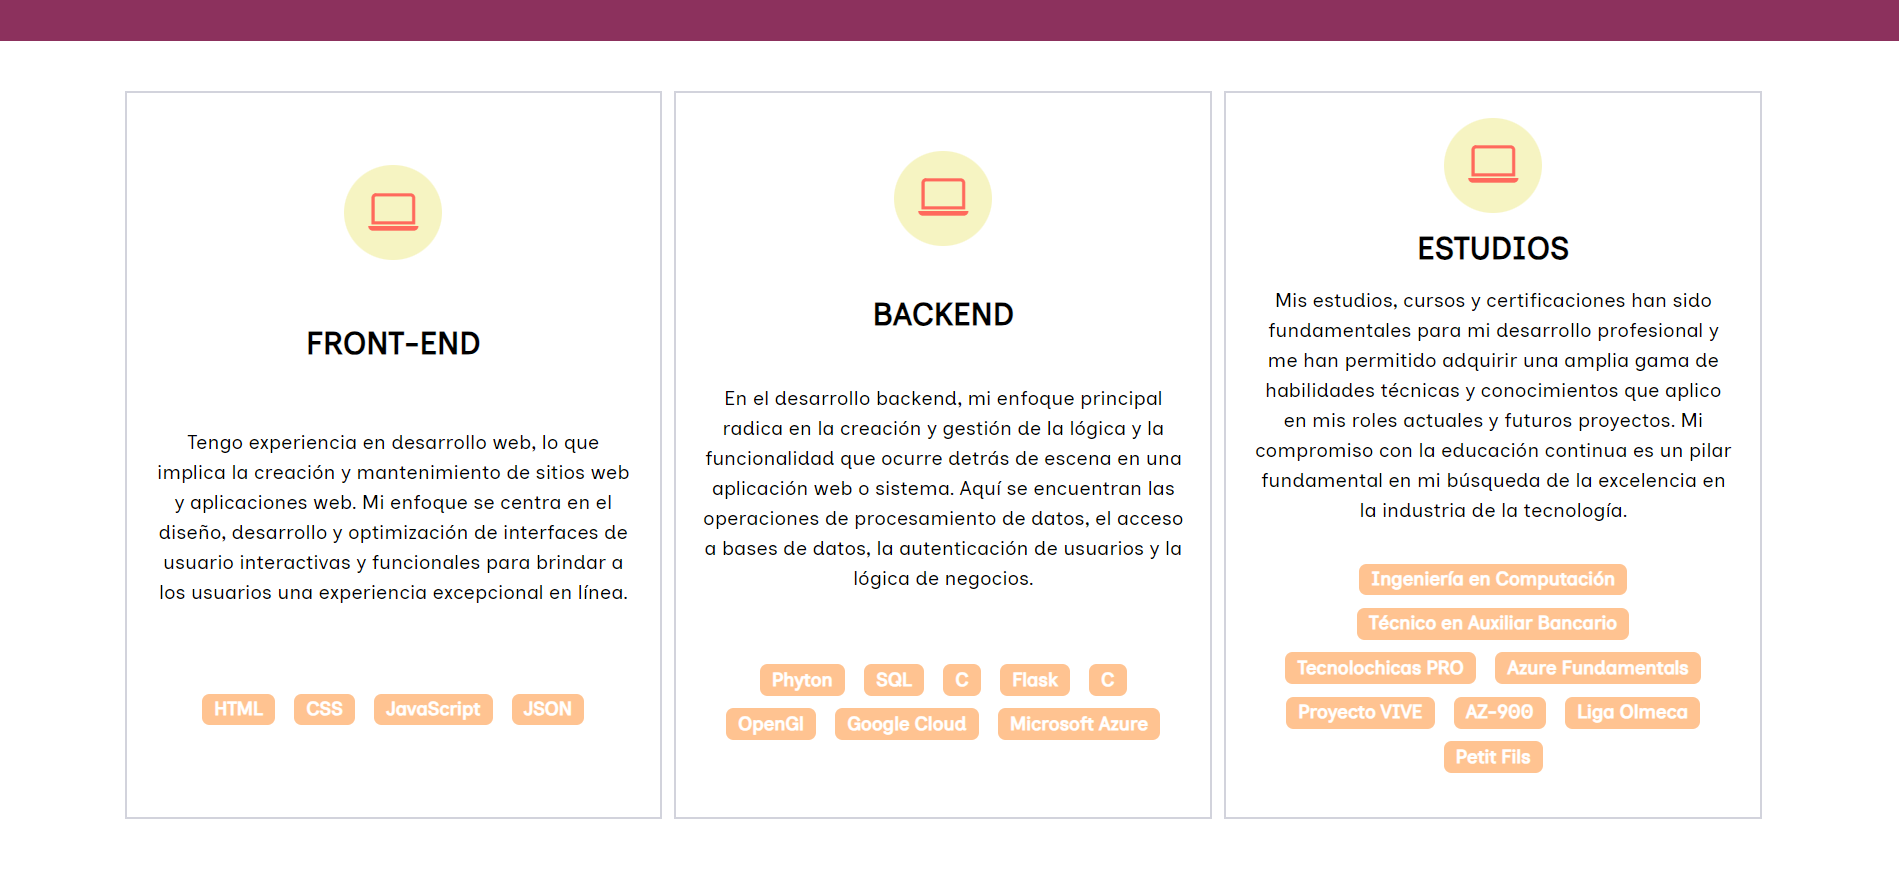 FRONT-END
Tengo experiencia en desarrollo web, lo que
implica la creación y mantenimiento de sitios web
y aplicaciones web. Mi enfoque se centra en el
diseño, desarrollo y optimización de interfaces de
usuario interactivas y funcionales para brindar a
los usuarios una experiencia excepcional en línea.
HTML CSS JavaScript JSON
BACKEND
En el desarrollo backend, mi enfoque principal
radica en la creación y gestión de la lógica y la
funcionalidad que ocurre detrás de escena en una
aplicación web o sistema. Aquí se encuentran las
operaciones de procesamiento de datos, el acceso
a bases de datos, la autenticación de usuarios y la
lógica de negocios.
Phyton SQL C Flask C
OpenGl Google Cloud Microsoft Azure
ESTUDIOS
Mis estudios, cursos y certificaciones han sido
fundamentales para mi desarrollo profesional y
me han permitido adquirir una amplia gama de
habilidades técnicas y conocimientos que aplico
en mis roles actuales y futuros proyectos. Mi
compromiso con la educación continua es un pilar
fundamental en mi búsqueda de la excelencia en
la industria de la tecnología.
Ingeniería en Computación
Técnico en Auxiliar Bancario
Tecnolochicas PRO Azure Fundamentals
Proyecto VIVE AZ-900 Liga Olmeca
Petit Fils